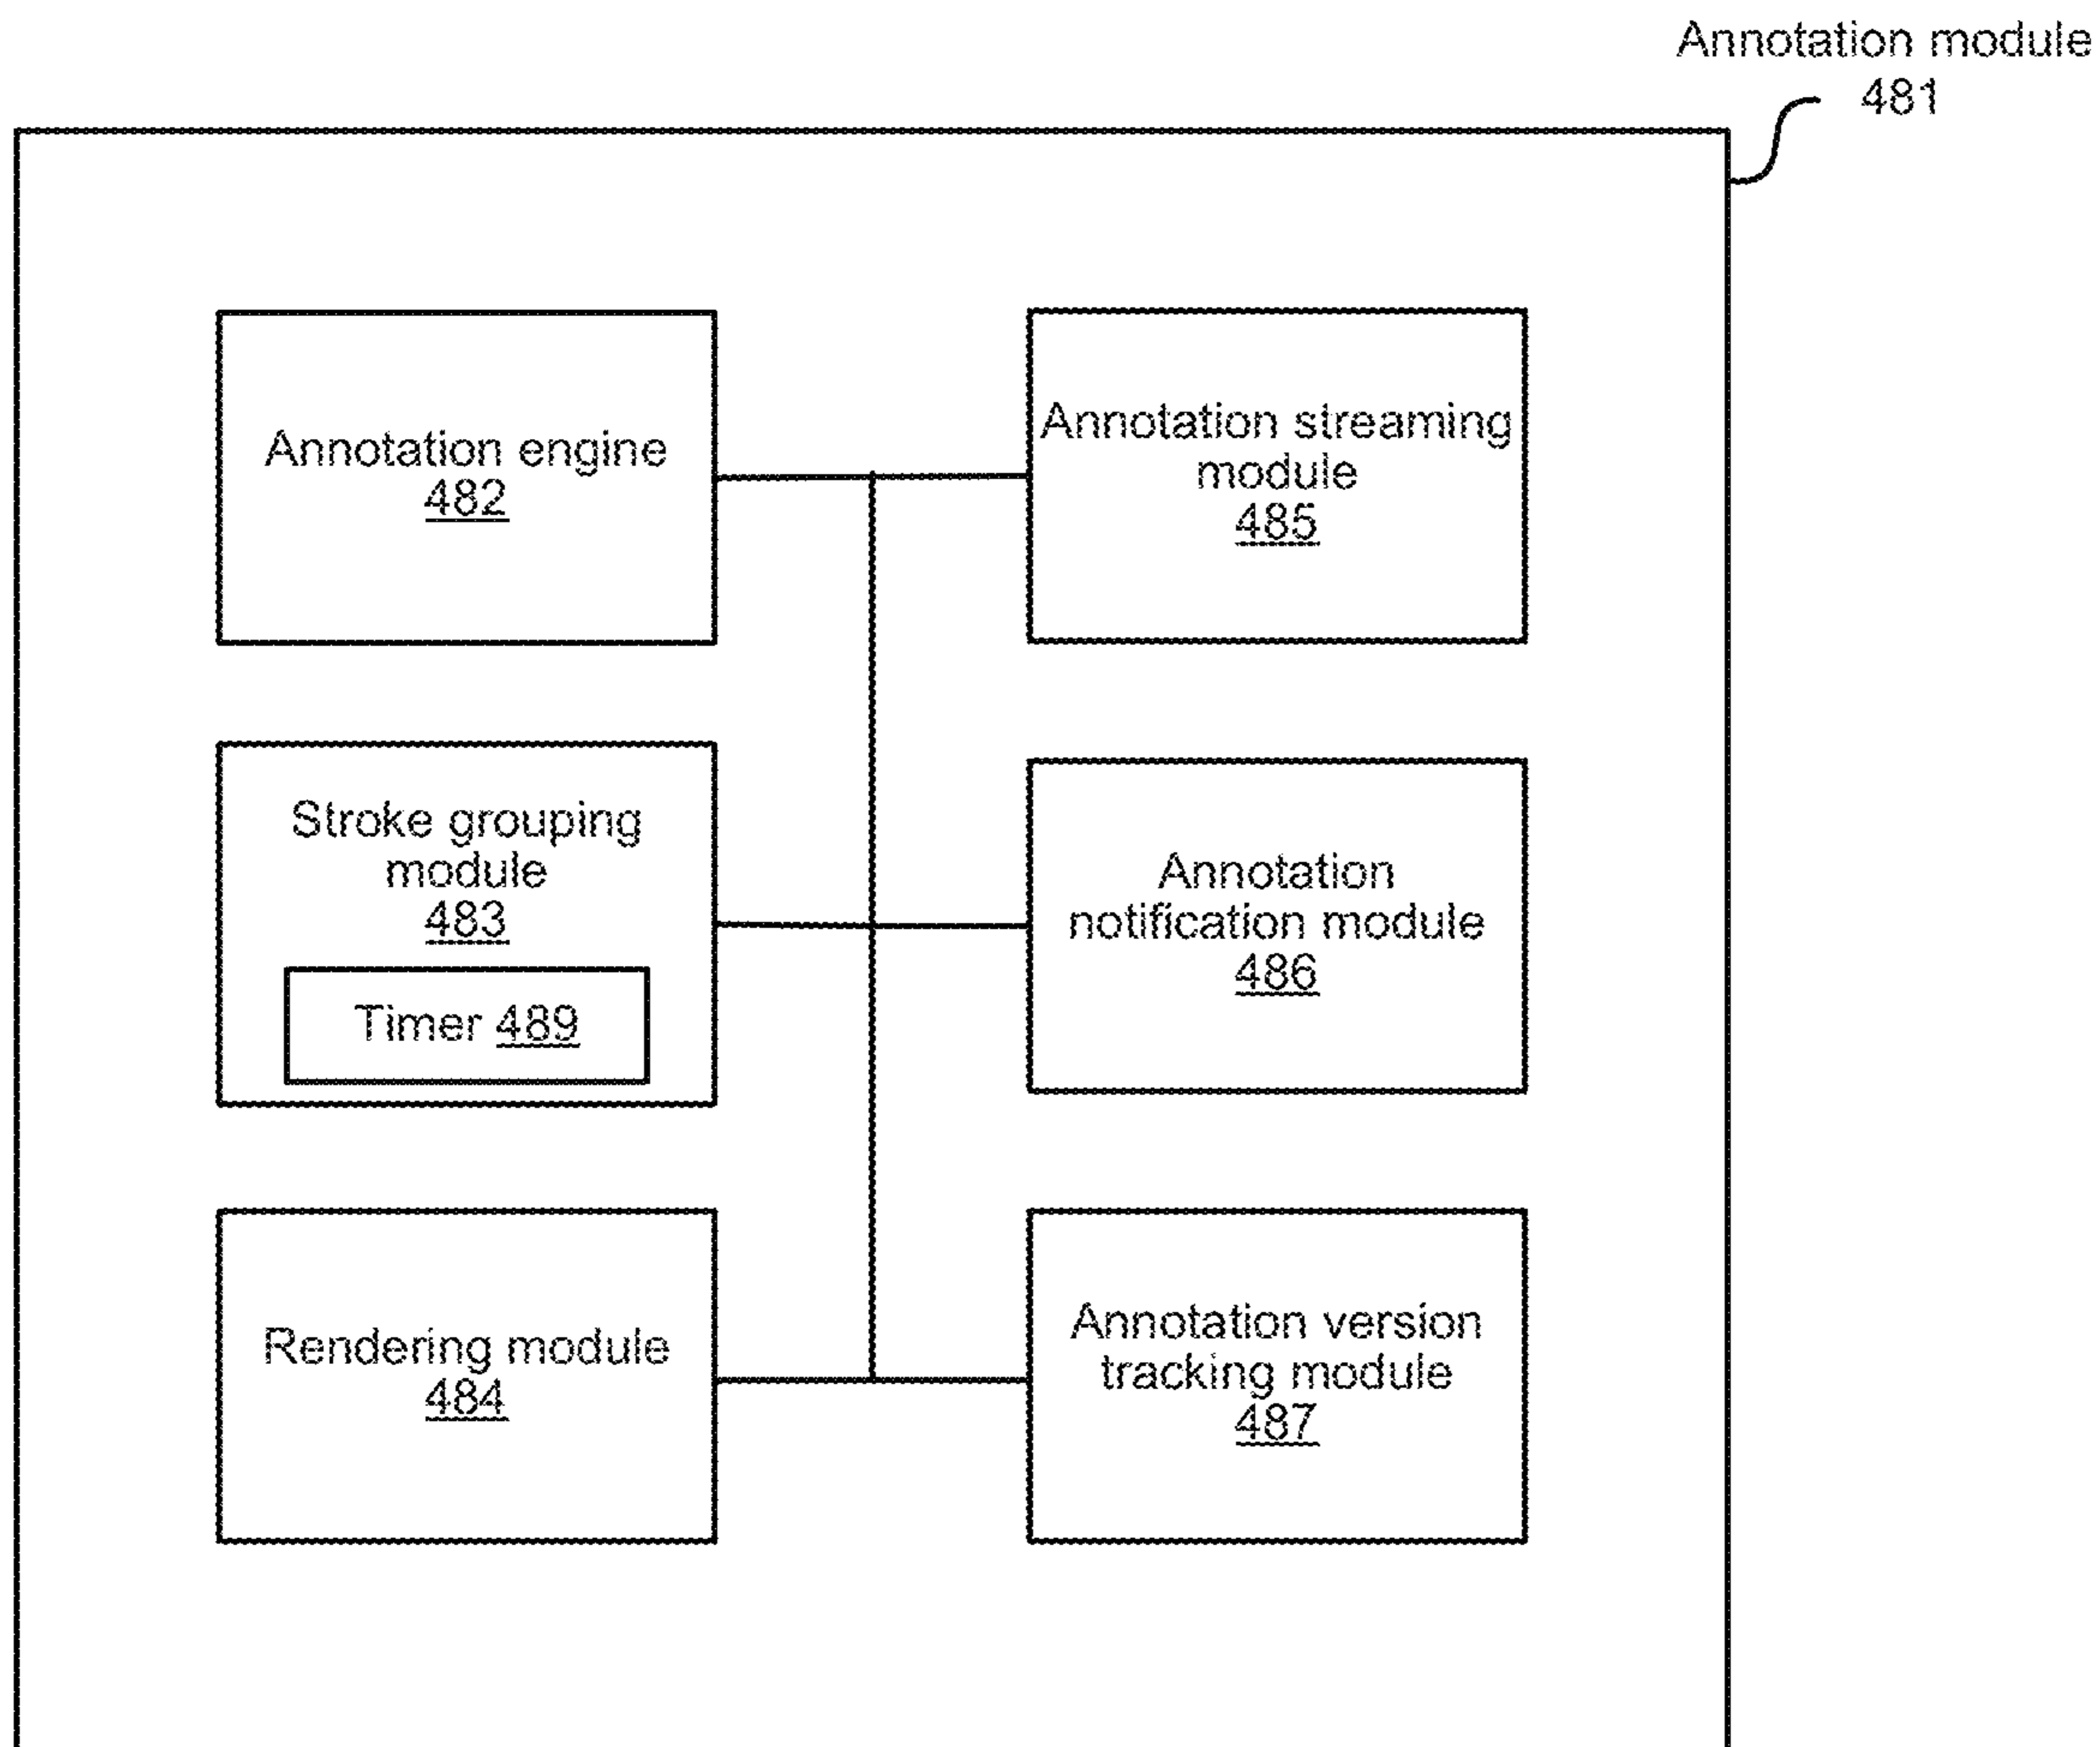 Annotation module
481
Annotation engine
482
Annotation streaming
module
485
Stroke grouping
module
483
Timer 489
Annotation
notification module
486
Rendering module
484
Annotation version
tracking module
487